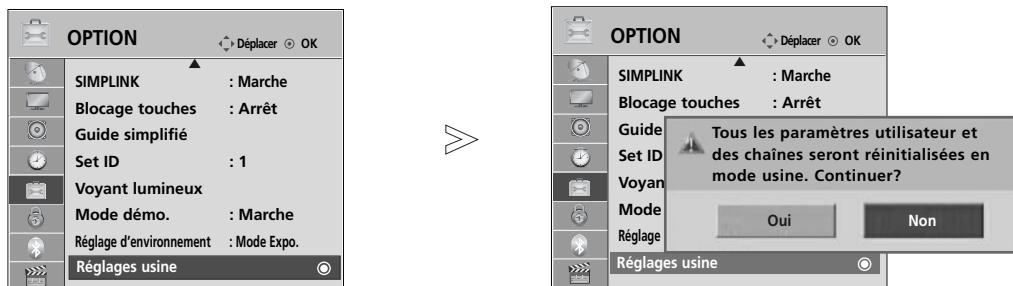 OPTION
Déplacer OK
SIMPLINK : Marche
Blocage touches : Arrêt
Guide simplifié
Set ID : 1
Voyant lumineux
Mode démo. : Marche
Réglage d'environnement : Mode Expo.
Réglages usine
OPTION
Déplacer OK
SIMPLINK : Marche
Blocage touches : Arrêt
Guide
Set ID
Voyan
Mode
Réglage
Réglages usine
Tous les paramètres utilisateur et
des chaînes seront réinitialisées en
mode usine. Continuer?
Oui
Non